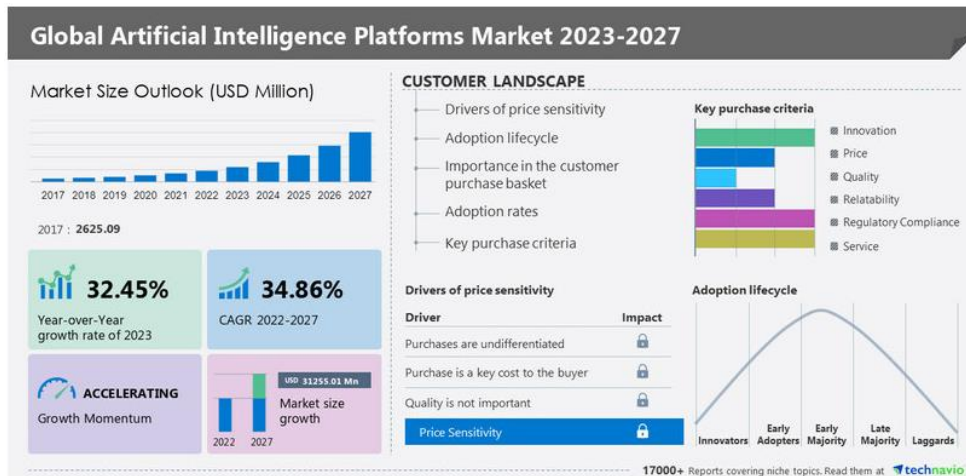 Global Artificial Intelligence Platforms Market 2023-2027
Market Size Outlook (USD Million)
2017 2018 2019 2020 2021 2022 2023 2024 2025 2026 2027
2017 : 2625.09
32.45%
Year-over-Year
growth rate of 2023
34.86%
CAGR 2022-2027
ACCELERATING
Growth Momentum
USD 31255.01 Mn
Market size
growth
2022 2027
CUSTOMER LANDSCAPE
Drivers of price sensitivity
Adoption lifecycle
Importance in the customer
purchase basket
Adoption rates
Key purchase criteria
Key purchase criteria
Innovation
Price
Quality
Relatability
Regulatory Compliance
Service
Drivers of price sensitivity
Driver Impact
Purchases are undifferentiated
Purchase is a key cost to the buyer
Quality is not important
Price Sensitivity
Adoption lifecycle
Innovators
Early
Adopters
Early
Majority
Late
Majority
Laggards
17000+ Reports covering niche topics. Read them at technavio